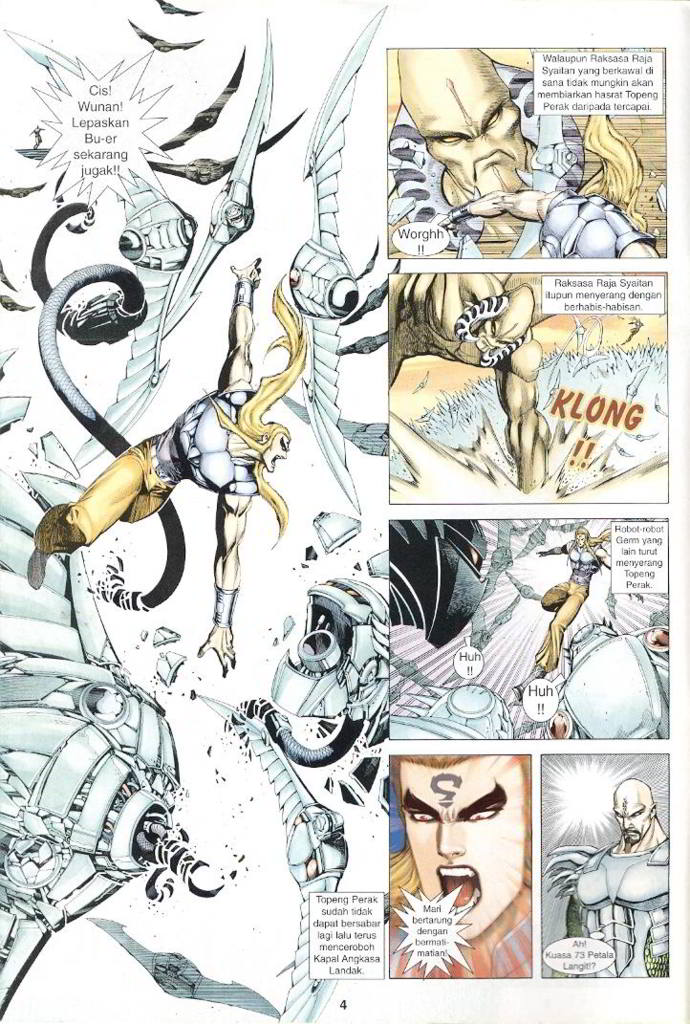 Cis!
Wunan!
Lepaskan
Bu-er
sekarang
jugak!!
Walaupun Raksasa Raja
Syaitan yang berkawal di
sana tidak mungkin akan
membiarkan hasrat Topeng
Perak daripada tercapai.
Worghh
!!
Raksasa Raja Syaitan
itupun menyerang dengan
berhabis-habisan.
KLONG
!!
Robot-robot
Germ yang
lain turut
menyerang
Topeng
Perak.
Huh
!!
Huh
!!
Topeng Perak
sudah tidak
dapat bersabar
lagi lalu terus
menceroboh
Kapal Angkasa
Landak.
Mari
bertarung
dengan
bermati-
matian!
Ah!
Kuasa 73 Petala
Langit!?
4